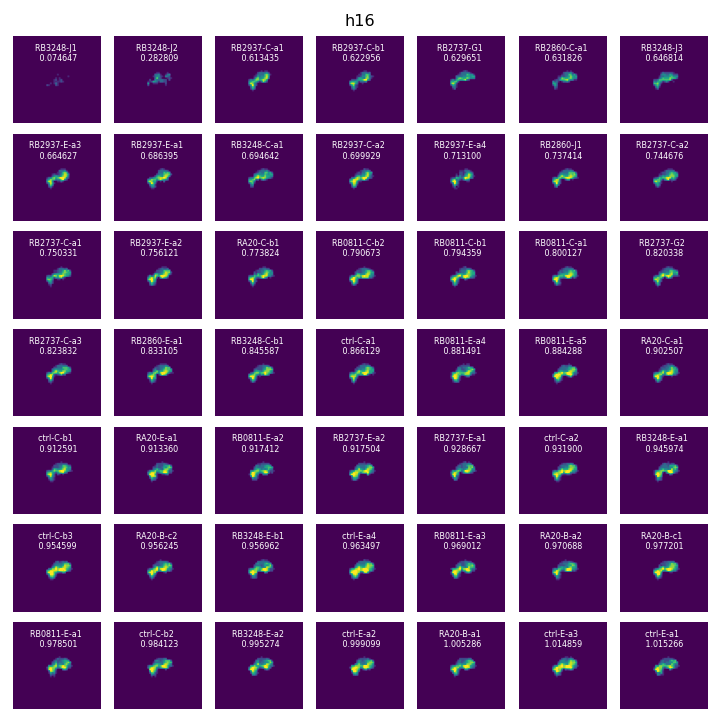 h16
RB3248-J1
0.074647
RB3248-J2
0.282809
RB2937-C-a1
0.613435
RB2937-C-b1
0.622956
RB2737-G1
0.629651
RB2860-C-a1
0.631826
RB3248-J3
0.646814
RB2937-E-a3
0.664627
RB2937-E-a1
0.686395
RB3248-C-a1
0.694642
RB2937-C-a2
0.699929
RB2937-E-a4
0.713100
RB2860-J1
0.737414
RB2737-C-a2
0.744676
RB2737-C-a1
0.750331
RB2937-E-a2
0.756121
RA20-C-b1
0.773824
RB0811-C-b2
0.790673
RB0811-C-b1
0.794359
RB0811-C-a1
0.800127
RB2737-G2
0.820338
RB2737-C-a3
0.823832
RB2860-E-a1
0.833105
RB3248-C-b1
0.845587
ctrl-C-a1
0.866129
RB0811-E-a4
0.881491
RB0811-E-a5
0.884288
RA20-C-a1
0.902507
ctrl-C-b1
0.912591
RA20-E-a1
0.913360
RB0811-E-a2
0.917412
RB2737-E-a2
0.917504
RB2737-E-a1
0.928667
ctrl-C-a2
0.931900
RB3248-E-a1
0.945974
ctrl-C-b3
0.954599
RA20-B-c2
0.956245
RB3248-E-b1
0.956962
ctrl-E-a4
0.963497
RB0811-E-a3
0.969012
RA20-B-a2
0.970688
RA20-B-c1
0.977201
RB0811-E-a1
0.978501
ctrl-C-b2
0.984123
RB3248-E-a2
0.995274
ctrl-E-a2
0.999099
RA20-B-a1
1.005286
ctrl-E-a3
1.014859
ctrl-E-a1
1.015266